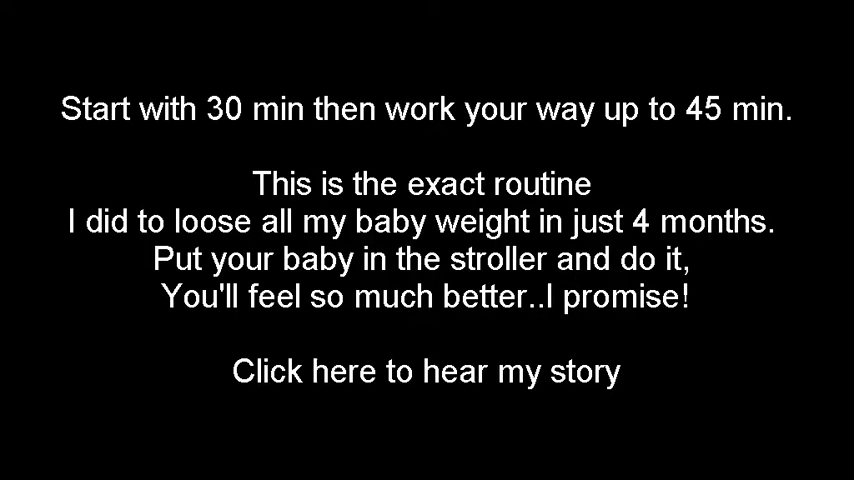 Start with 30 min then work your way up to 45 min.
This is the exact routine
I did to loose all my baby weight in just 4 months.
Put your baby in the stroller and do it,
You'll feel so much better..I promise!
Click here to hear my story